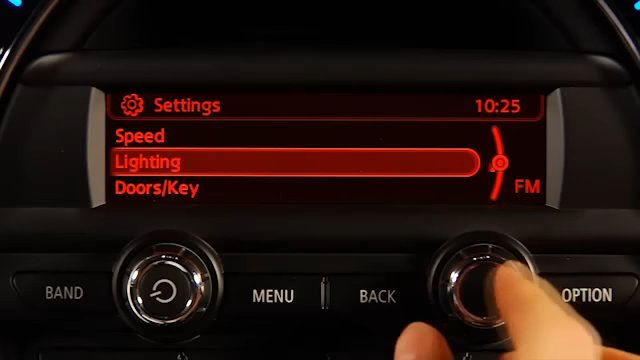 Settings
10:25
Speed
Lighting
Doors/Key
FM
BAND
MENU
BACK
OPTION